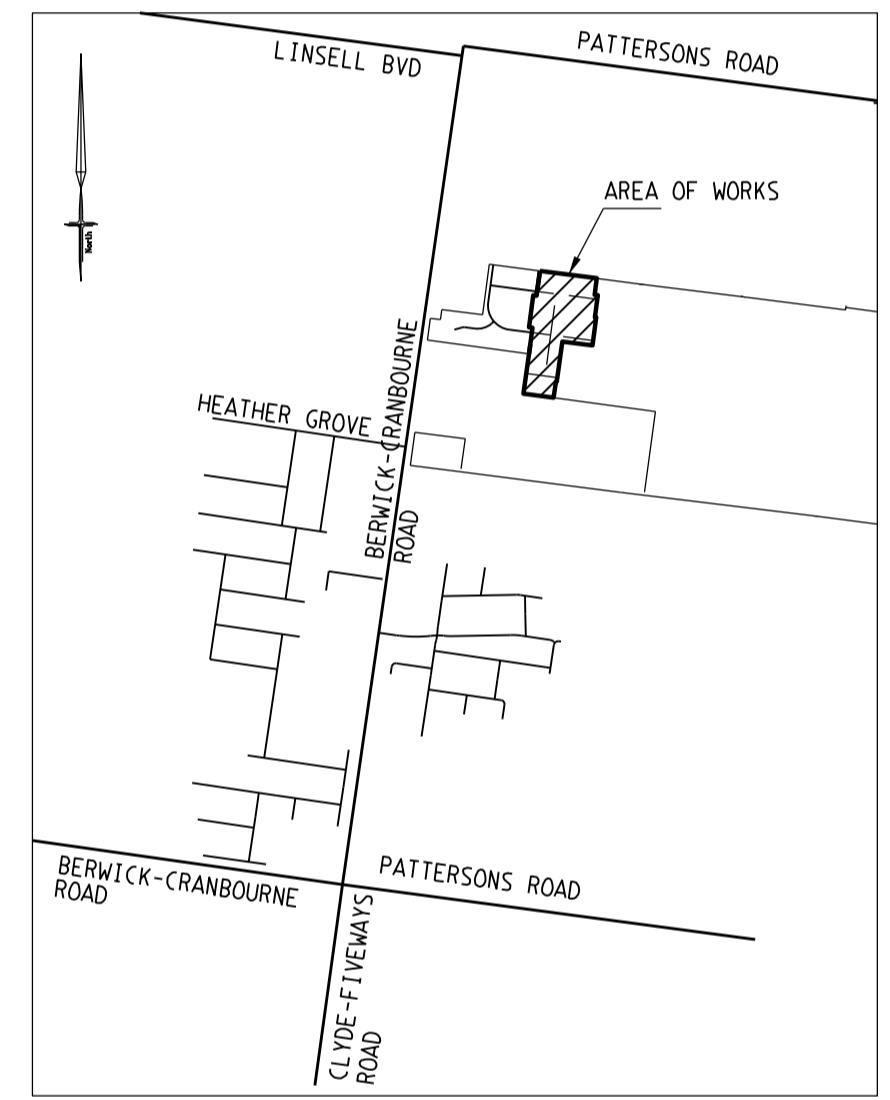 LINSELL BVD
PATTERSONS ROAD
North
AREA OF WORKS
HEATHER GROVE
BERWICK-CRANBOURNE
ROAD
BERWICK-CRANBOURNE
ROAD
PATTERSONS ROAD
CLYDE-FIVEWAYS
ROAD